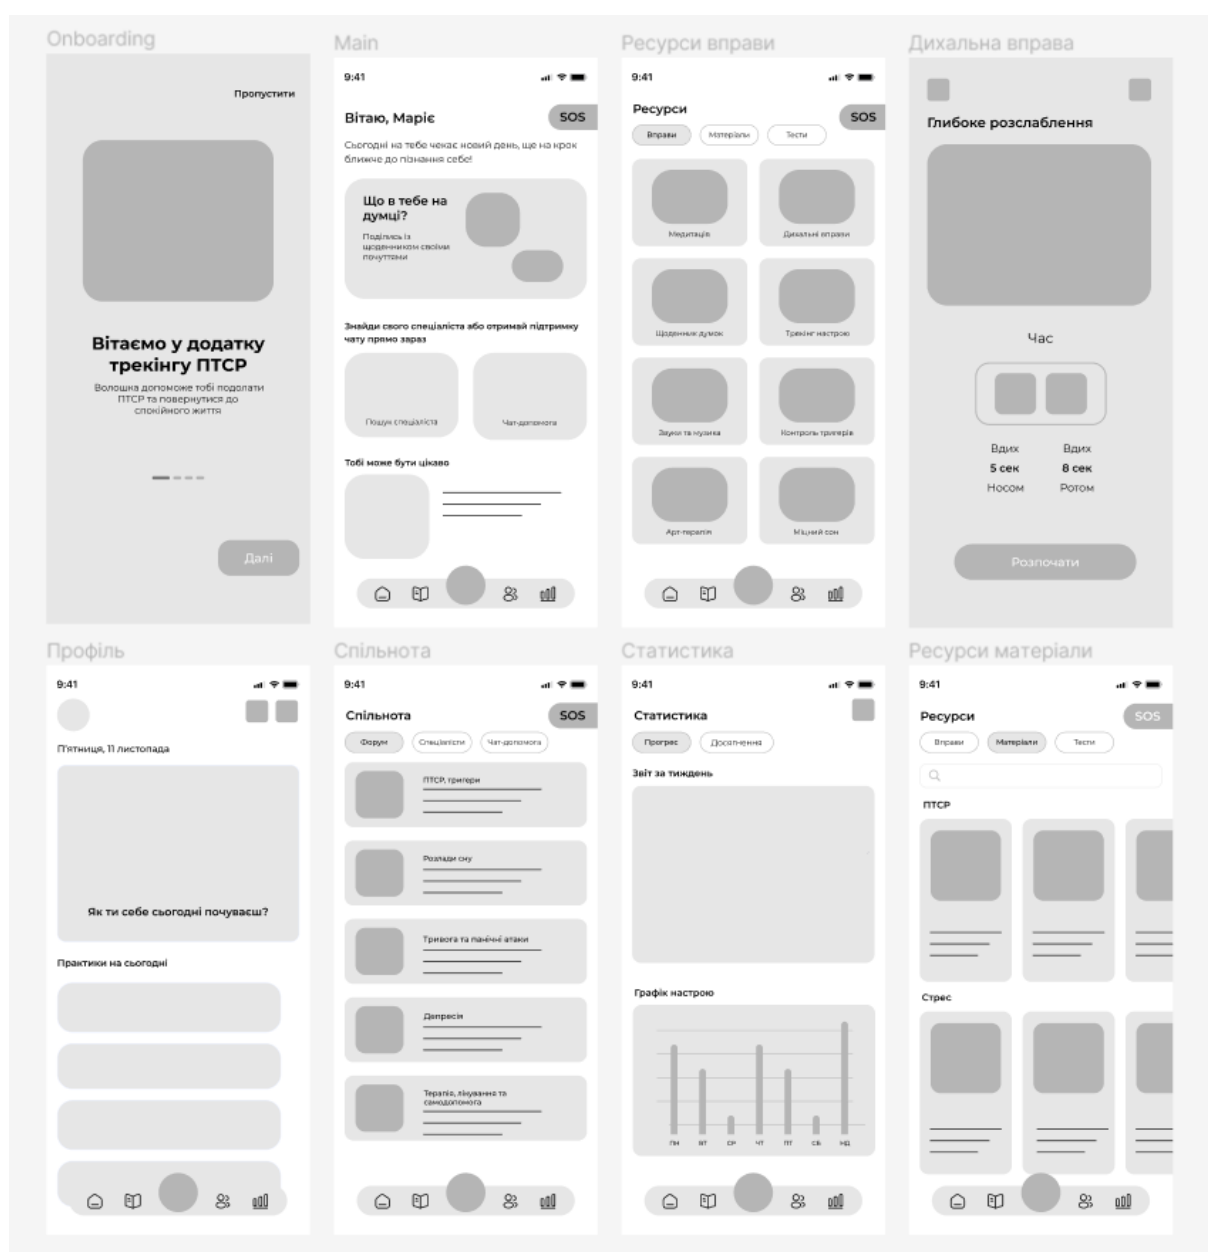 Onboarding
Пропустити
Вітаємо у додатку
трекінгу ПТСР
Волошка допоможе тобі подолати
ПТСР та повернутися до
спокійного життя
Далі
Main
9:41
Вітаю, Маріє
SOS
Сьогодні на тебе чекає новий день, ще на крок
ближче до пізнання себе!
Що в тебе на
думці?
Поділись із
щоденником своїми
почуттями
Знайди свого спеціаліста або отримай підтримку
чату прямо зараз
Пошук спеціаліста
Чат-допомога
Тобі може бути цікаво
Ресурси вправи
9:41
Ресурси
SOS
Вправи
Матеріали
Тести
Медитація
Дихальні вправи
Щоденник думок
Трекінг настрою
Звуки та музика
Контроль тригерів
Арт-терапія
Міцний сон
Дихальна вправа
Глибоке розслаблення
Час
Вдих
Вдих
5 сек
8 сек
Носом
Ротом
Розпочати
Профіль
9:41
П'ятниця, 11 листопада
Як ти себе сьогодні почуваєш?
Практики на сьогодні
Спільнота
9:41
Спільнота
SOS
Форум
Спеціалісти
Чат-допомога
ПТСР, тригери
Розлади сну
Тривога та панічні атаки
Депресія
Терапія, лікування та
самодопомога
Статистика
9:41
Статистика
Прогрес
Досягнення
Звіт за тиждень
Графік настрою
ПН
ВТ
СР
ЧТ
ПТ
СБ
НД
Ресурси матеріали
9:41
Ресурси
SOS
Вправи
Матеріали
Тести
ПТСР
Стрес